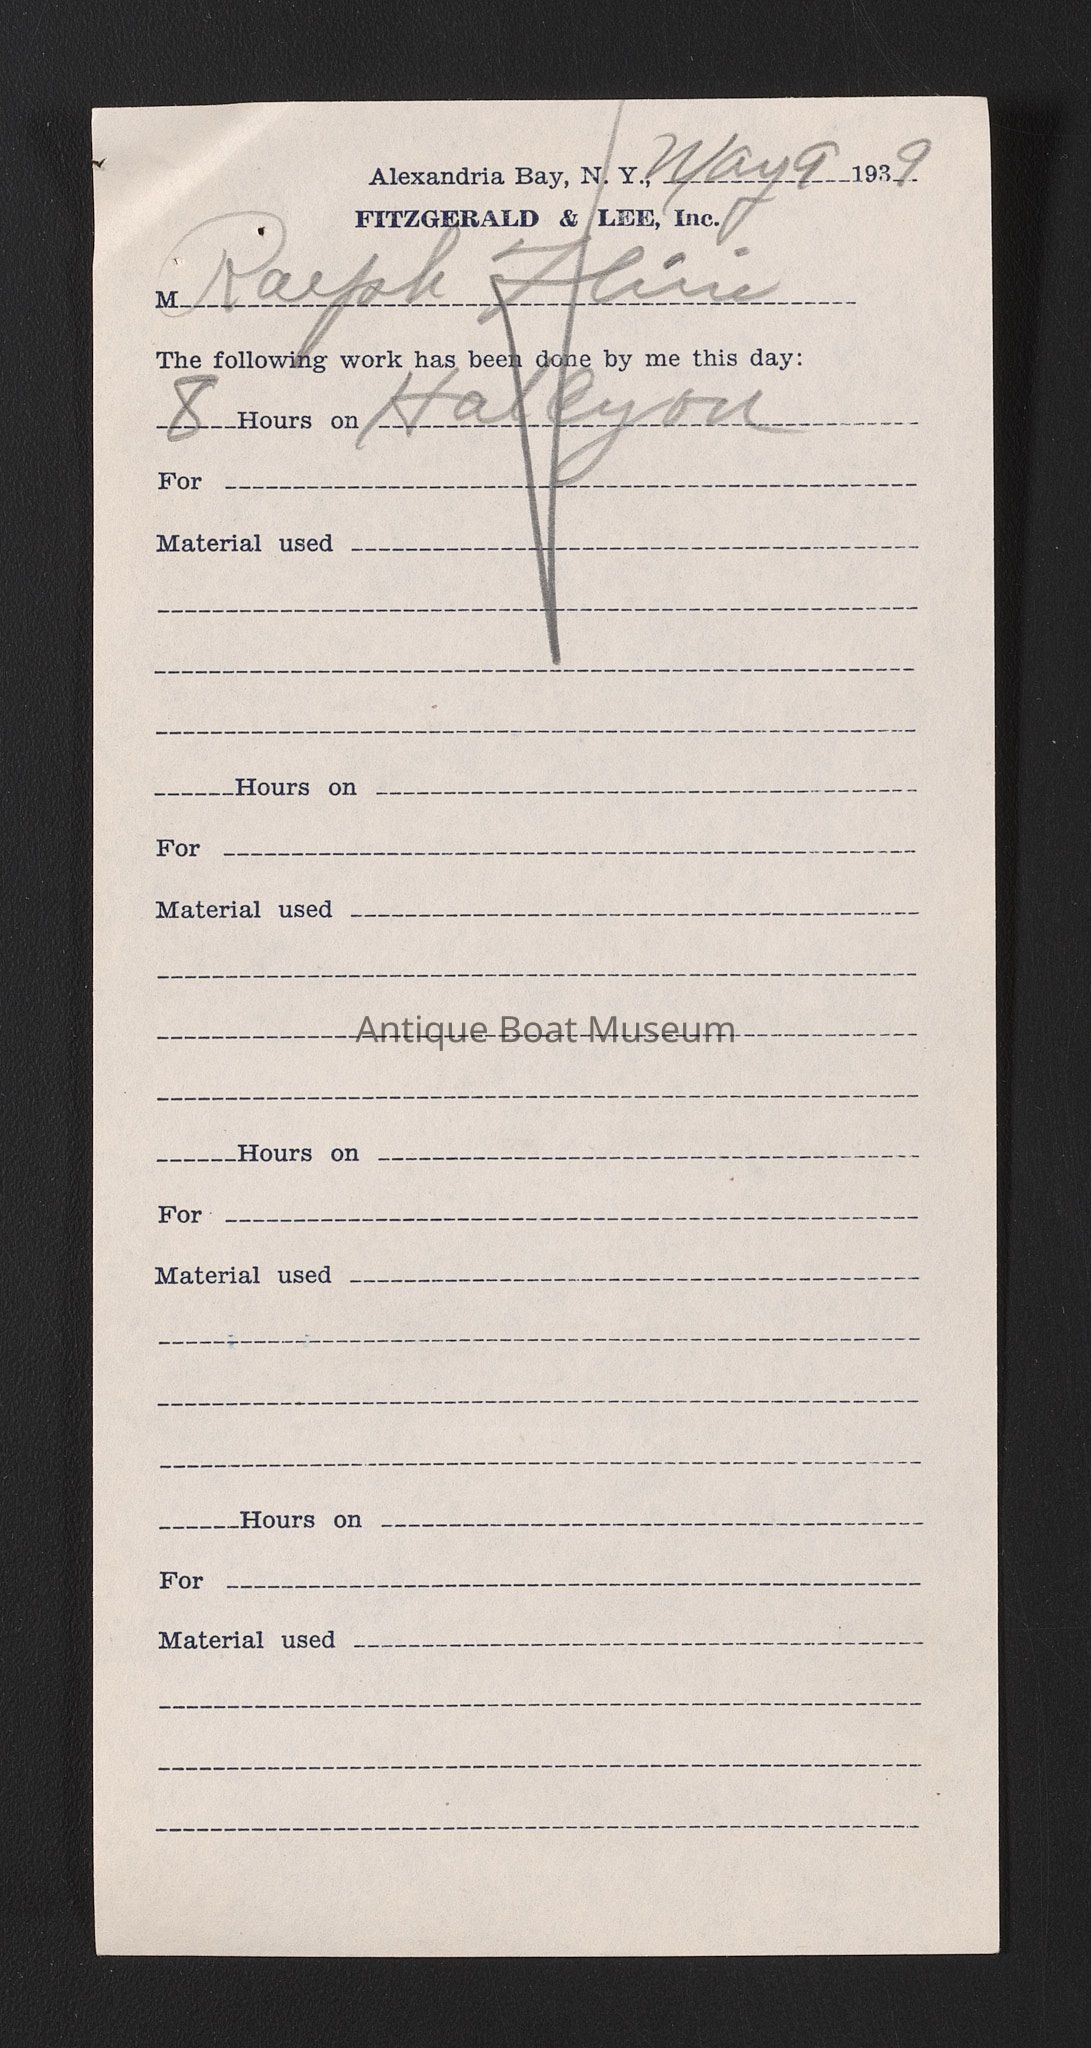 Alexandria Bay, N. Y., May 9 1939
FITZGERALD & LEE, Inc.
M Ralph
The following work has been done by me this day:
8 Hours on Halcyon
For
Material used
Hours on
For
Material used
Antique Boat Museum
Hours on
For
Material used
Hours on
For
Material used